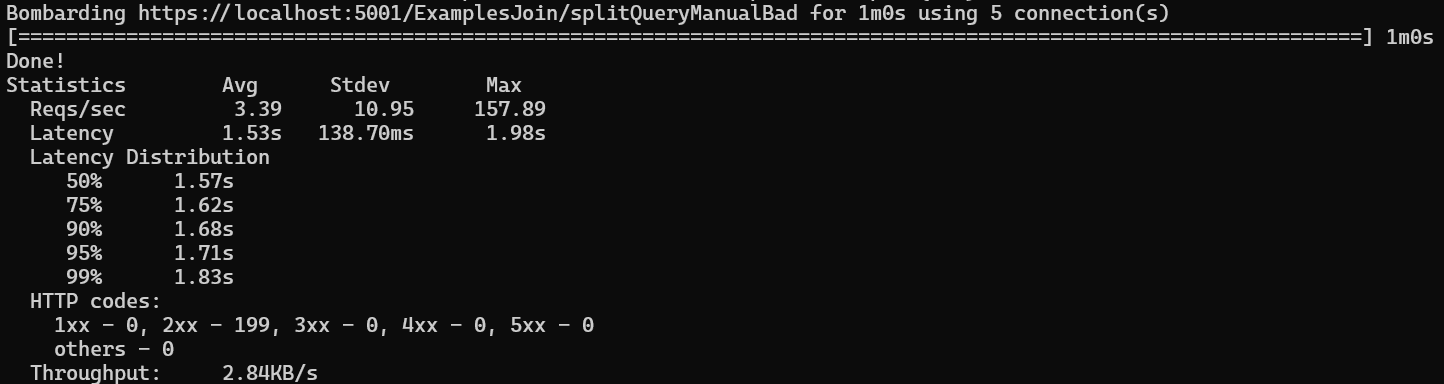 Bombarding https://localhost:5001/ExamplesJoin/splitQueryManualBad for 1m0s using 5 connection(s)
[================================================================================================================] 1m0s
Done!
Statistics        Avg      Stdev        Max
  Reqs/sec         3.39      10.95     157.89
  Latency         1.53s   138.70ms      1.98s
  Latency Distribution
     50%      1.57s
     75%      1.62s
     90%      1.68s
     95%      1.71s
     99%      1.83s
  HTTP codes:
    1xx - 0, 2xx - 199, 3xx - 0, 4xx - 0, 5xx - 0
    others - 0
  Throughput:     2.84KB/s